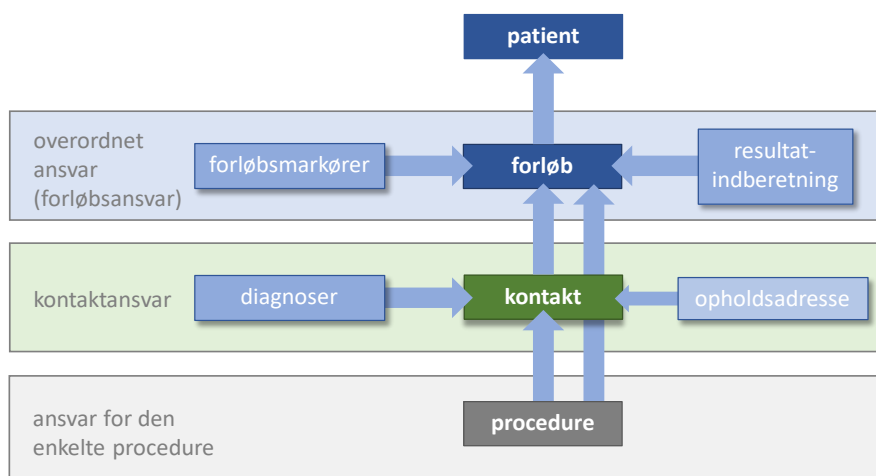 patient
overordnet
ansvar
(forløbsansvar)
forløbsmarkører
forløb
resultat-
indberetning
kontaktansvar
diagnoser
kontakt
opholdsadresse
ansvar for den
enkelte procedure
procedure